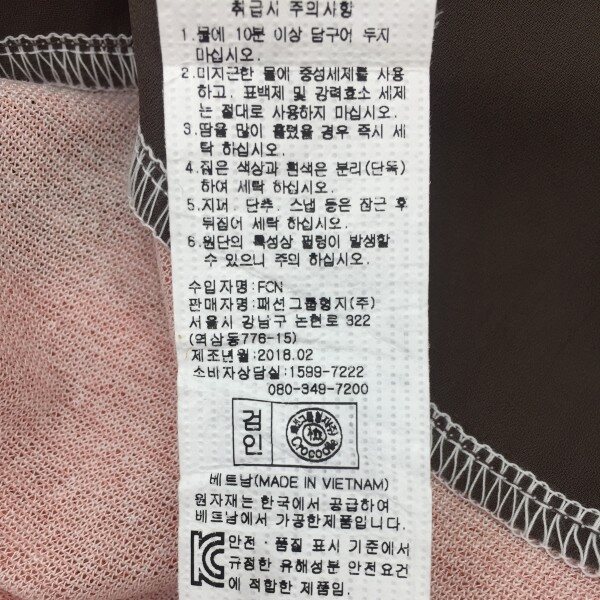 취급시 주의사항
1. 물에 10분 이상 담구어 두지
마십시오.
2. 미지근한 물에 중성세제를 사용
하고, 표백제 및 강력효소 세제
는 절대로 사용하지 마십시오.
3. 땀을 많이 흘렸을 경우 즉시 세
탁 하십시오.
4. 짙은 색상과 흰색은 분리(단독)
하여 세탁 하십시오.
5. 지퍼, 단추, 스냅 등은 잠근 후
뒤집어 세탁 하십시오.
6. 원단의 특성상 필링이 발생할
수 있으니 주의 하십시오.
수입자명:FCN
판매자명:패션그룹형지(주)
서울시 강남구 논현로 322
(역삼동776-15)
제조년월:2018.02
소비자상담실:1599-7222
080-349-7200
검인
패션그룹형지(주)
Crocodile
베트남(MADE IN VIETNAM)
원자재는 한국에서 공급하여
베트남에서 가공한제품입니다.
안전·품질 표시 기준에서
규정한 유해성분 안전요건
에 적합한 제품임.